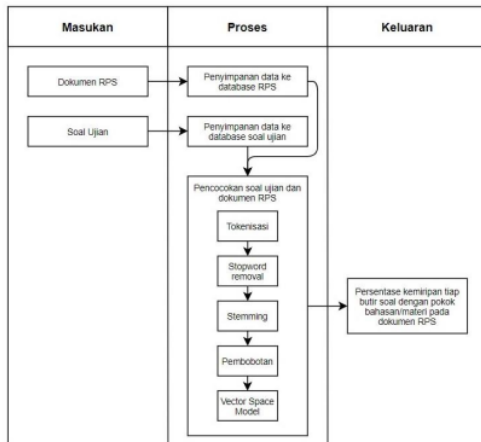 Masukan
Proses
Keluaran
Dokumen RPS
Penyimpanan data ke
database RPS
Soal Ujian
Penyimpanan data ke
database soal ujian
Pencocokan soal ujian dan
dokumen RPS
Tokenisasi
Stopword
removal
Stemming
Pembobotan
Vector Space
Model
Persentase kemiripan tiap
butir soal dengan pokok
bahasan/materi pada
dokumen RPS